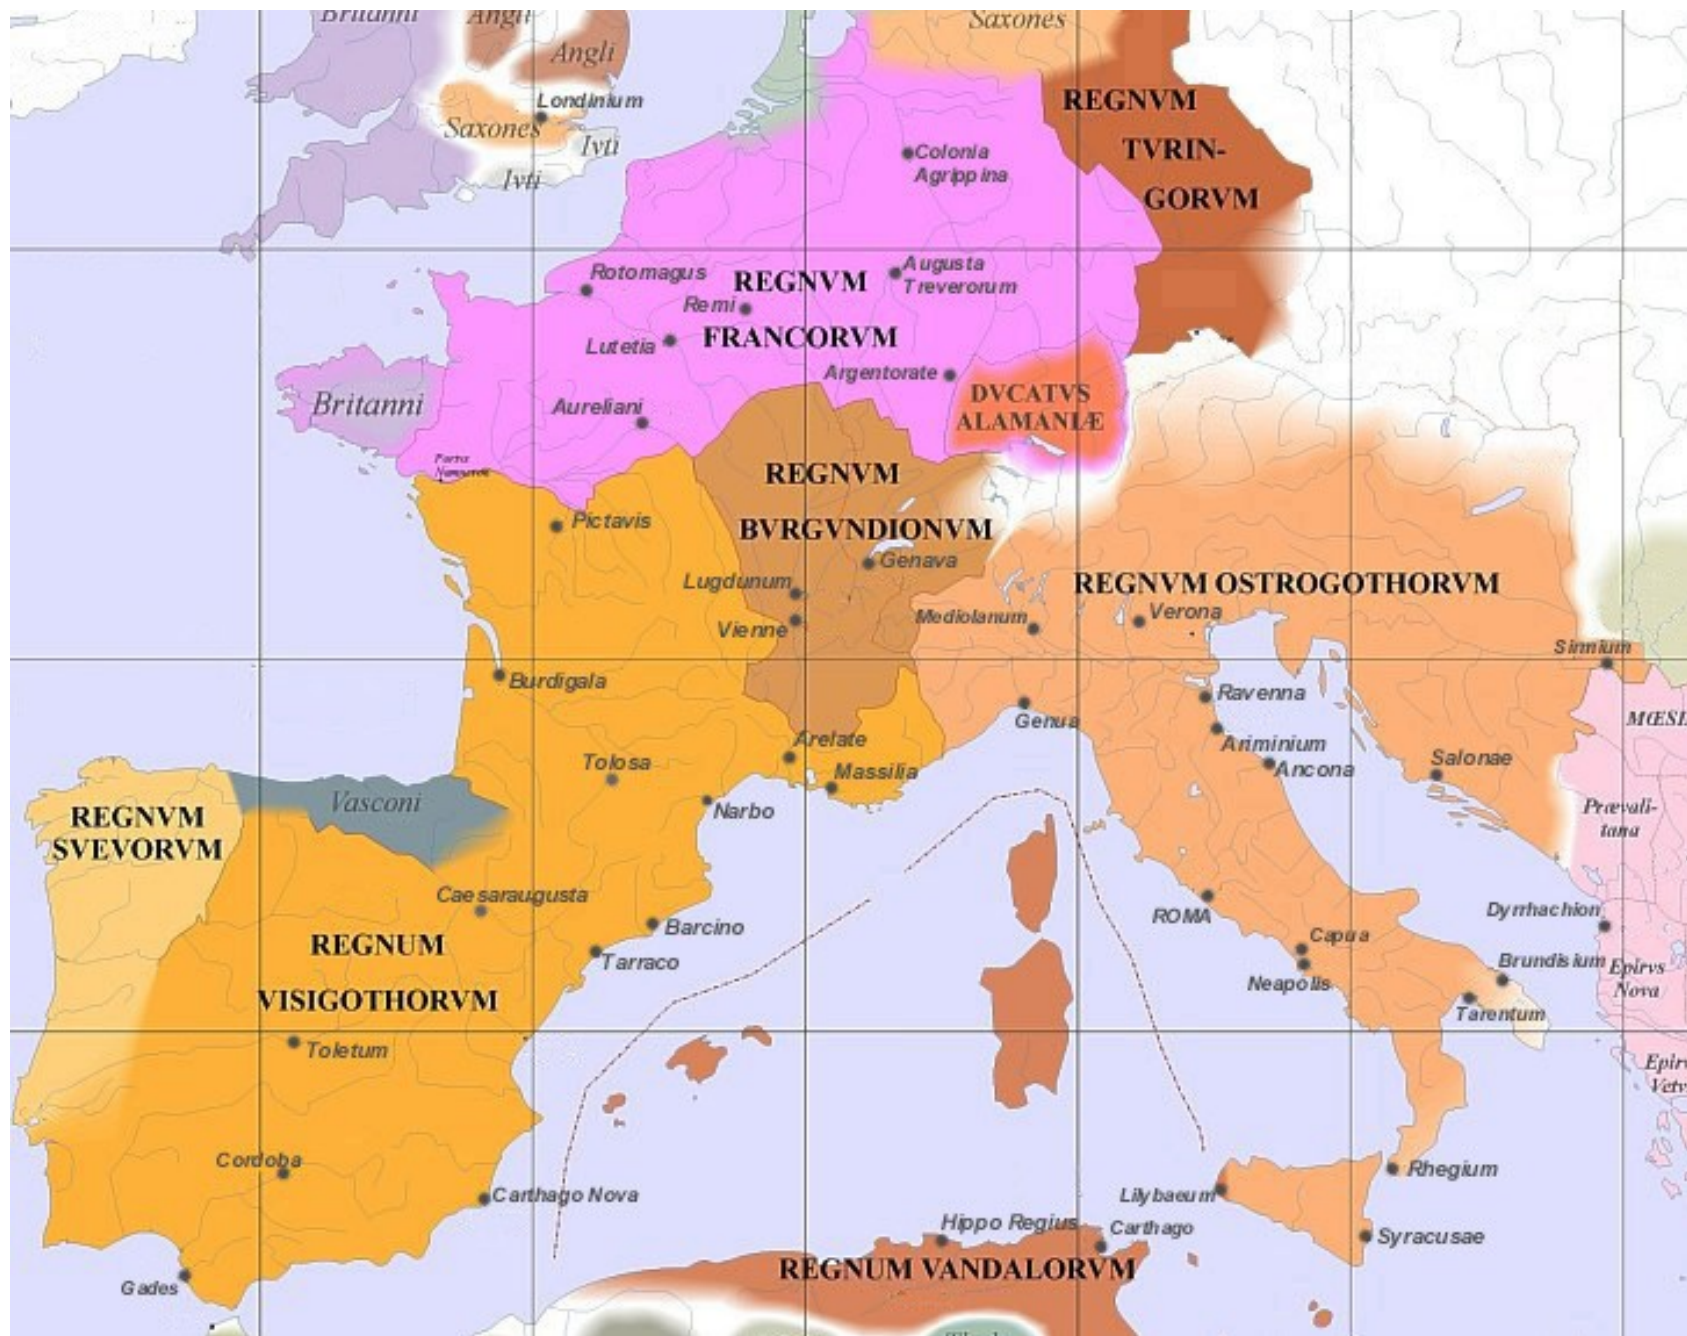 Britanni
Angli
Saxones
Angli
Londinium
Saxones
Ivti
Ivti
REGNVM
TVRIN-
GORVM
Colonia
Agrippina
Rotomagus
REGNVM
Augusta
Treverorum
Remi
Lutetia
FRANCORVM
Argentorate
DVCATVS
ALAMANIÆ
Britanni
Aureliani
REGNVM
BVRGVNDIONVM
Pictavis
Genava
Lugdunum
REGNVM OSTROGOTHORVM
Mediolanum
Verona
Vienne
Sirmium
Burdigala
Ravenna
Genua
MŒSI
Arelate
Ariminium
Tolosa
Massilia
Ancona
Salonae
Vasconi
Narbo
Prævali-
tana
REGNVM
SVEVORVM
Caesaraugusta
ROMA
Dyrrhachion
Barcino
Capua
REGNUM
Tarraco
Brundisium
Epirvs
Nova
Neapolis
VISIGOTHORVM
Tarentum
Toletum
Epir
Vetv
Cordoba
Rhegium
Carthago Nova
Lilybaeum
Hippo Regius
Carthago
Syracusae
REGNUM VANDALORVM
Gades